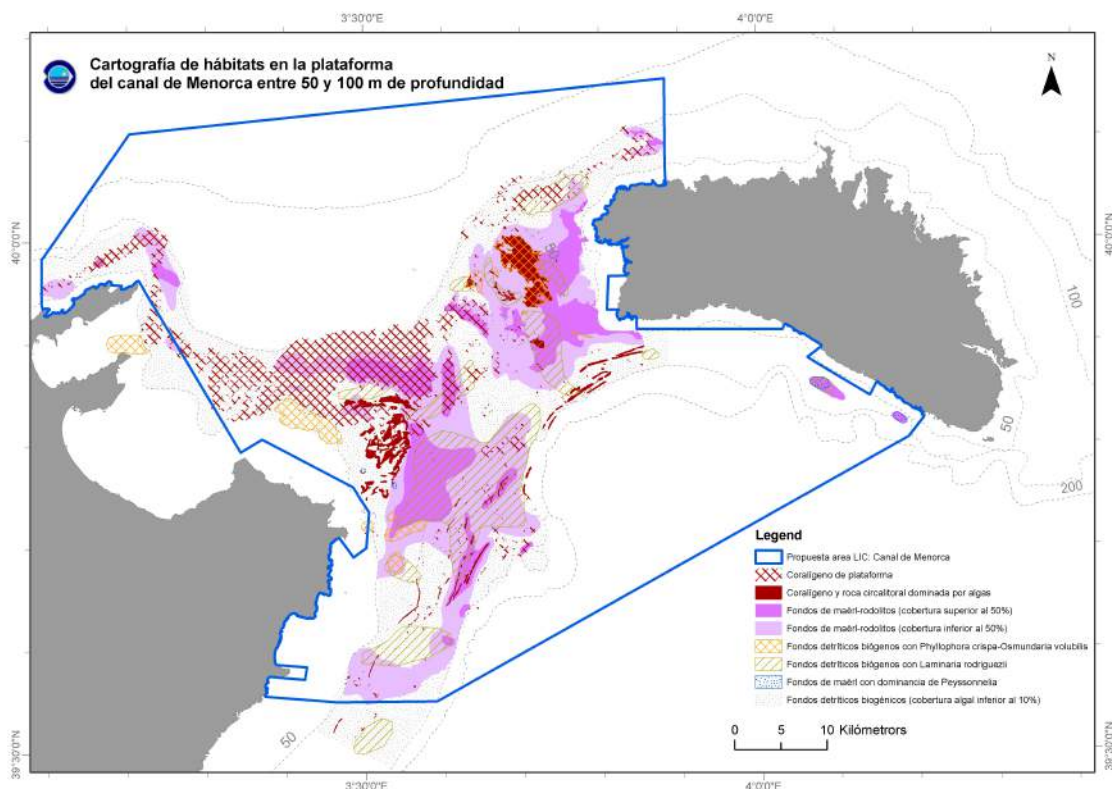 3°30'0"E
4°0'0"E
Cartografía de hábitats en la plataforma
del canal de Menorca entre 50 y 100 m de profundidad
N
40°0'0"N
40°0'0"N
100
50
200
Legend
Propuesta area LIC: Canal de Menorca
Coralígeno de plataforma
Coralígeno y roca circalitoral dominada por algas
Fondos de maërl-rodolitos (cobertura superior al 50%)
Fondos de maërl-rodolitos (cobertura inferior al 50%)
Fondos detríticos biógenos con Phyllophora crispa-Osmundaria volubilis
Fondos detríticos biógenos con Laminaria rodriguezii
Fondos de maërl con dominancia de Peyssonnelia
Fondos detríticos biogénicos (cobertura algal inferior al 10%)
0 5 10 Kilómetrors
50
39°30'0"N
39°30'0"N
3°30'0"E
4°0'0"E